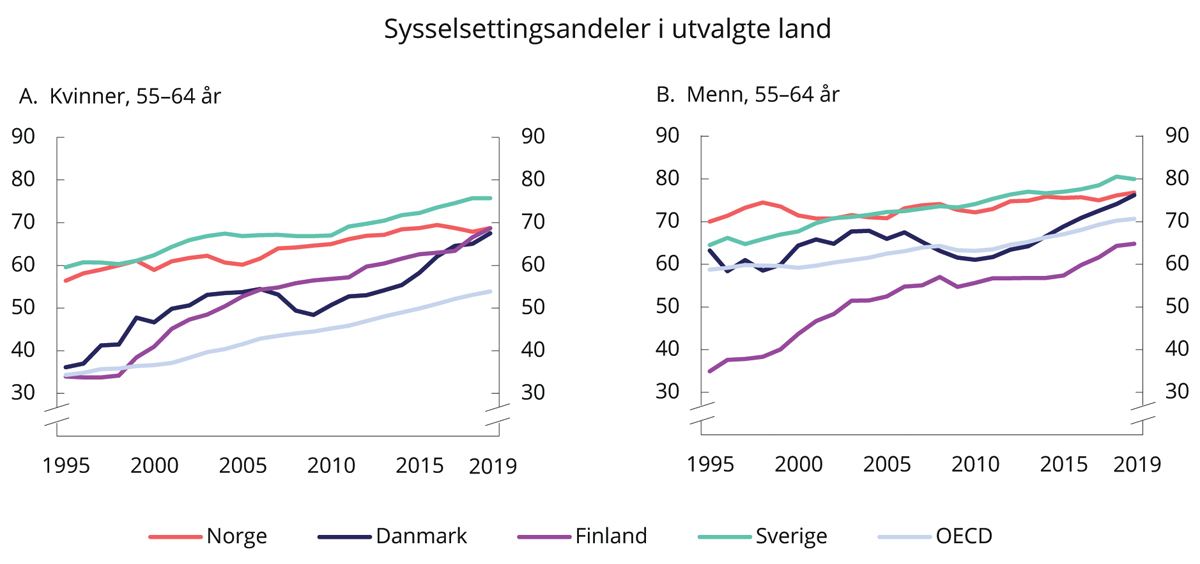 Sysselsettingsandeler i utvalgte land
A. Kvinner, 55–64 år
90 90
80 80
70 70
60 60
50 50
40 40
30 30
1995 2000 2005 2010 2015 2019
B. Menn, 55–64 år
90 90
80 80
70 70
60 60
50 50
40 40
30 30
1995 2000 2005 2010 2015 2019
Norge Danmark Finland Sverige OECD